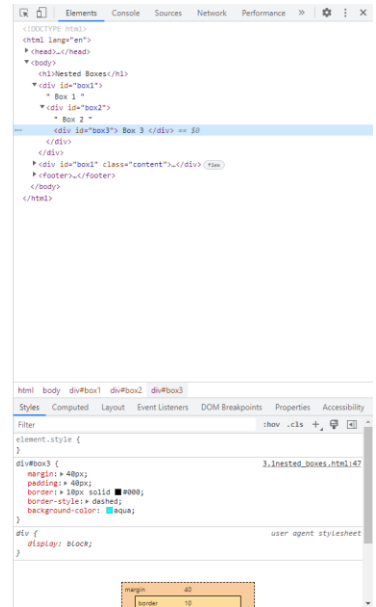 Elements Console Sources Network Performance »
<!DOCTYPE html>
<html lang="en">
<head>…</head>
<body>
<h1>Nested Boxes</h1>
<div id="box1">
" Box 1 "
<div id="box2">
" Box 2 "
<div id="box3"> Box 3 </div> == $0
</div>
</div>
<div id="box1" class="content">…</div> flex
<footer>…</footer>
</body>
</html>
html body div#box1 div#box2 div#box3
Styles Computed Layout Event Listeners DOM Breakpoints Properties Accessibility
Filter :hov .cls +
element.style {
}
div#box3 { 3.1nested_boxes.html:47
margin: 40px;
padding: 40px;
border: 10px solid #000;
border-style: dashed;
background-color: aqua;
}
div { user agent stylesheet
display: block;
}
margin 40
border 10